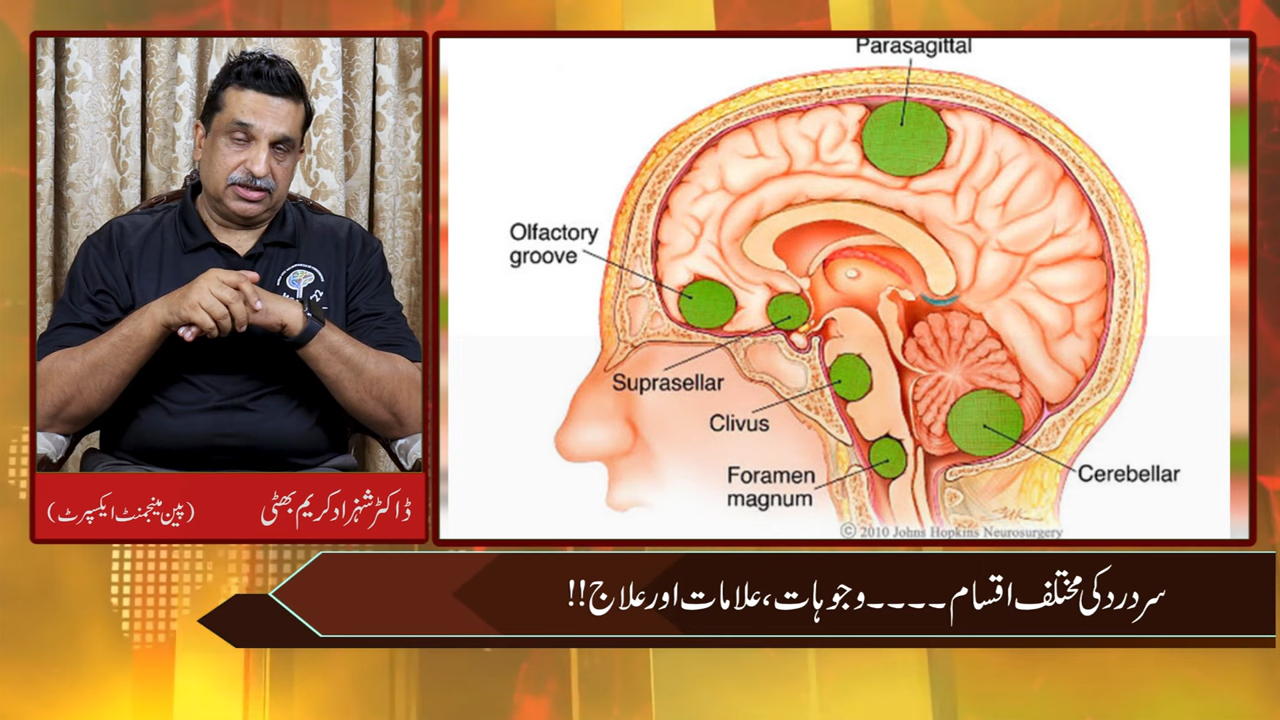 Parasagittal
Olfactory
groove
Suprasellar
Clivus
Foramen
magnum
Cerebellar
© 2010 Johns Hopkins Neurosurgery
ڈاکٹر شہزاد کریم بھٹی (پین مینجمنٹ ایکسپرٹ)
سر درد کی مختلف اقسام ۔۔۔۔ وجوہات، علامات اور علاج!!